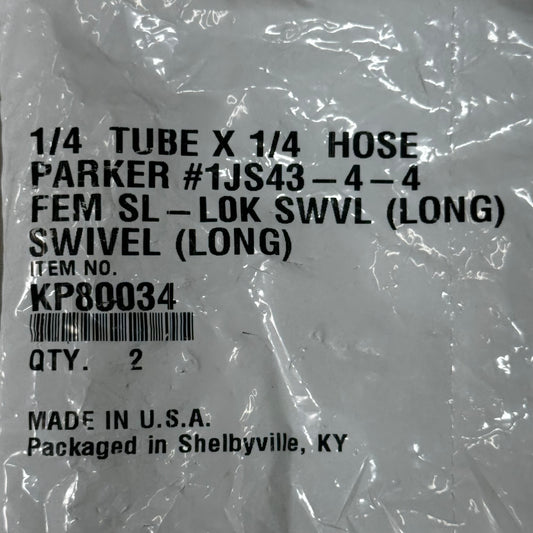 1/4 TUBE X 1/4 HOSE
PARKER #1JS43-4-4
FEM SL-LOK SWVL (LONG)
SWIVEL (LONG)
ITEM NO.
KP80034
QTY. 2
MADE IN U.S.A.
Packaged in Shelbyville, KY